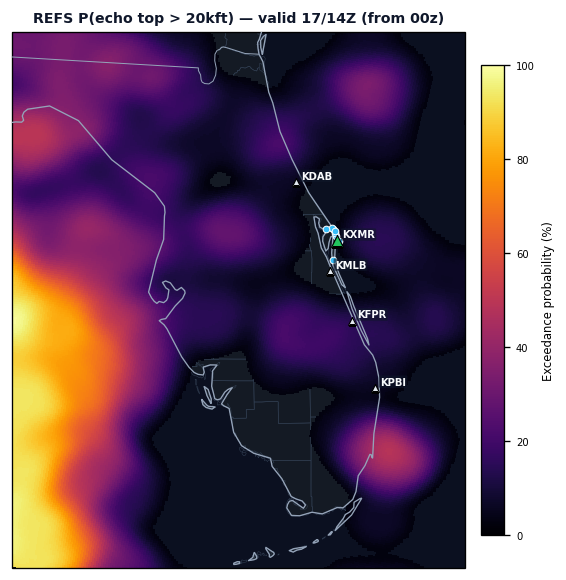 REFS P(echo top > 20kft) — valid 17/14Z (from 00z)
KDAB
KXMR
KMLB
KFPR
KPBI
100
80
60
40
20
0
Exceedance probability (%)